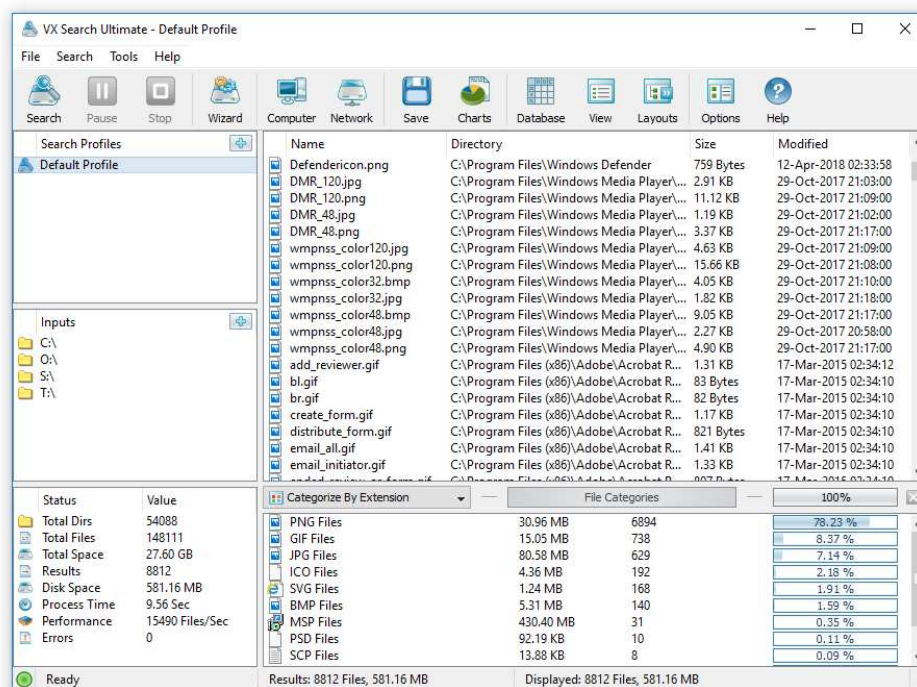 VX Search Ultimate - Default Profile
File Search Tools Help
Search Pause Stop Wizard Computer Network Save Charts Database View Layouts Options Help
Search Profiles
Default Profile
Name Directory Size Modified
Defendericon.png C:\Program Files\Windows Defender 759 Bytes 12-Apr-2018 02:33:58
DMR_120.jpg C:\Program Files\Windows Media Player\... 2.91 KB 29-Oct-2017 21:03:00
DMR_120.png C:\Program Files\Windows Media Player\... 11.12 KB 29-Oct-2017 21:09:00
DMR_48.jpg C:\Program Files\Windows Media Player\... 1.19 KB 29-Oct-2017 21:02:00
DMR_48.png C:\Program Files\Windows Media Player\... 3.37 KB 29-Oct-2017 21:17:00
wmpnss_color120.jpg C:\Program Files\Windows Media Player\... 4.63 KB 29-Oct-2017 21:09:00
wmpnss_color120.png C:\Program Files\Windows Media Player\... 15.66 KB 29-Oct-2017 21:08:00
wmpnss_color32.bmp C:\Program Files\Windows Media Player\... 4.05 KB 29-Oct-2017 21:10:00
wmpnss_color32.jpg C:\Program Files\Windows Media Player\... 1.82 KB 29-Oct-2017 21:18:00
wmpnss_color48.bmp C:\Program Files\Windows Media Player\... 9.05 KB 29-Oct-2017 21:17:00
wmpnss_color48.jpg C:\Program Files\Windows Media Player\... 2.27 KB 29-Oct-2017 20:58:00
wmpnss_color48.png C:\Program Files\Windows Media Player\... 4.90 KB 29-Oct-2017 21:17:00
add_reviewer.gif C:\Program Files (x86)\Adobe\Acrobat R... 1.31 KB 17-Mar-2015 02:34:12
bl.gif C:\Program Files (x86)\Adobe\Acrobat R... 83 Bytes 17-Mar-2015 02:34:10
br.gif C:\Program Files (x86)\Adobe\Acrobat R... 82 Bytes 17-Mar-2015 02:34:10
create_form.gif C:\Program Files (x86)\Adobe\Acrobat R... 1.17 KB 17-Mar-2015 02:34:10
distribute_form.gif C:\Program Files (x86)\Adobe\Acrobat R... 821 Bytes 17-Mar-2015 02:34:10
email_all.gif C:\Program Files (x86)\Adobe\Acrobat R... 1.41 KB 17-Mar-2015 02:34:10
email_initiator.gif C:\Program Files (x86)\Adobe\Acrobat R... 1.33 KB 17-Mar-2015 02:34:10
Inputs
C:\
O:\
S:\
T:\
Categorize By Extension File Categories 100%
PNG Files 30.96 MB 6894 78.23 %
GIF Files 15.05 MB 738 8.37 %
JPG Files 80.58 MB 629 7.14 %
ICO Files 4.36 MB 192 2.18 %
SVG Files 1.24 MB 168 1.91 %
BMP Files 5.31 MB 140 1.59 %
MSP Files 430.40 MB 31 0.35 %
PSD Files 92.19 KB 10 0.11 %
SCP Files 13.88 KB 8 0.09 %
Status Value
Total Dirs 54088
Total Files 148111
Total Space 27.60 GB
Results 8812
Disk Space 581.16 MB
Process Time 9.56 Sec
Performance 15490 Files/Sec
Errors 0
Ready Results: 8812 Files, 581.16 MB Displayed: 8812 Files, 581.16 MB